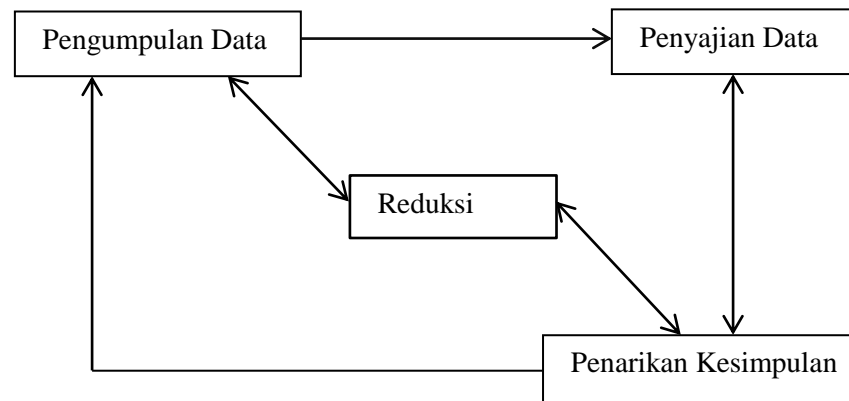 Pengumpulan Data
Penyajian Data
Reduksi
Penarikan Kesimpulan